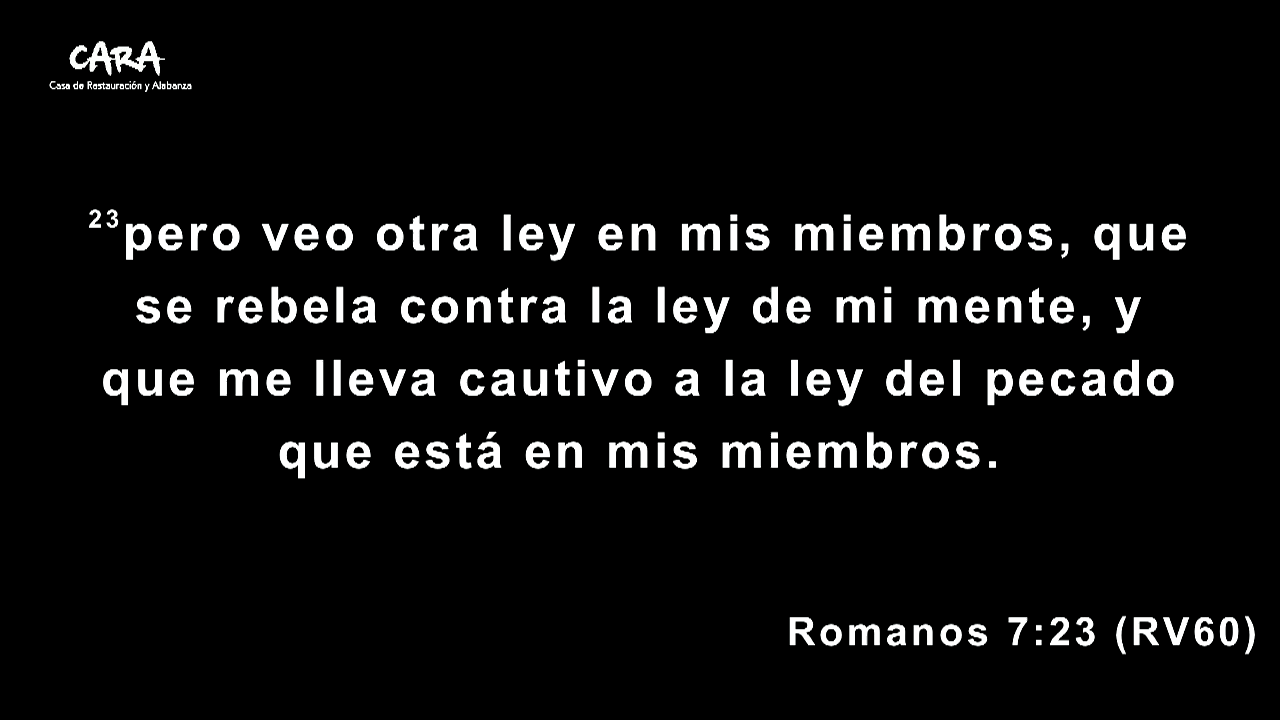 CARA
Casa de Restauración y Alabanza
23pero veo otra ley en mis miembros, que
se rebela contra la ley de mi mente, y
que me lleva cautivo a la ley del pecado
que está en mis miembros.
Romanos 7:23 (RV60)